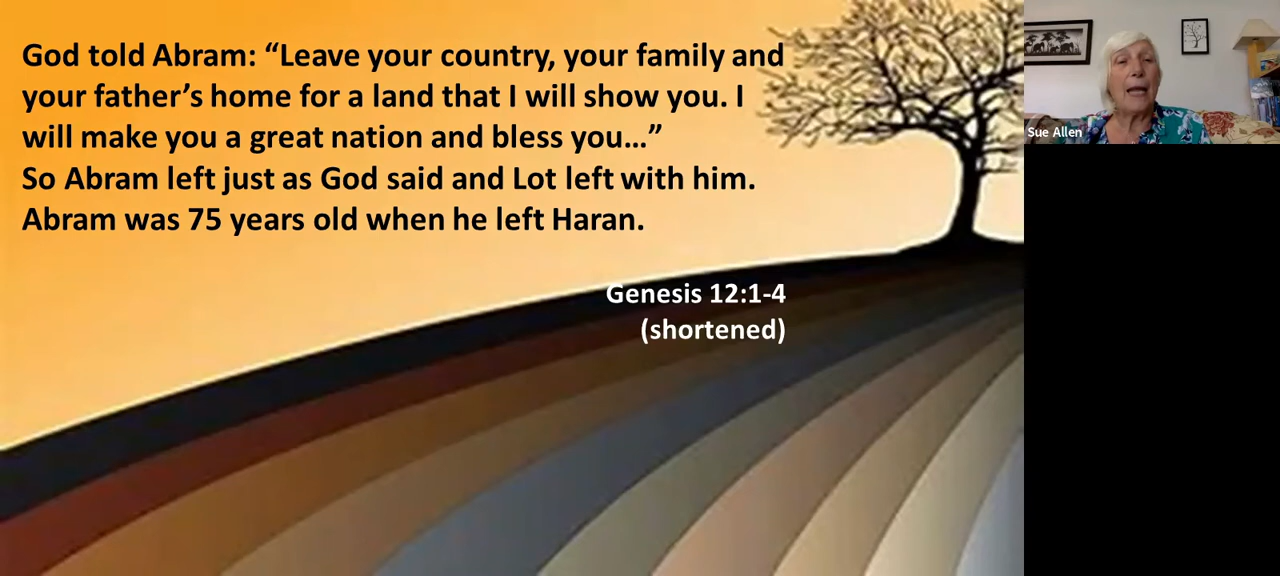 God told Abram: “Leave your country, your family and
your father’s home for a land that I will show you. I
will make you a great nation and bless you…”
So Abram left just as God said and Lot left with him.
Abram was 75 years old when he left Haran.
Genesis 12:1-4
(shortened)
Sue Allen